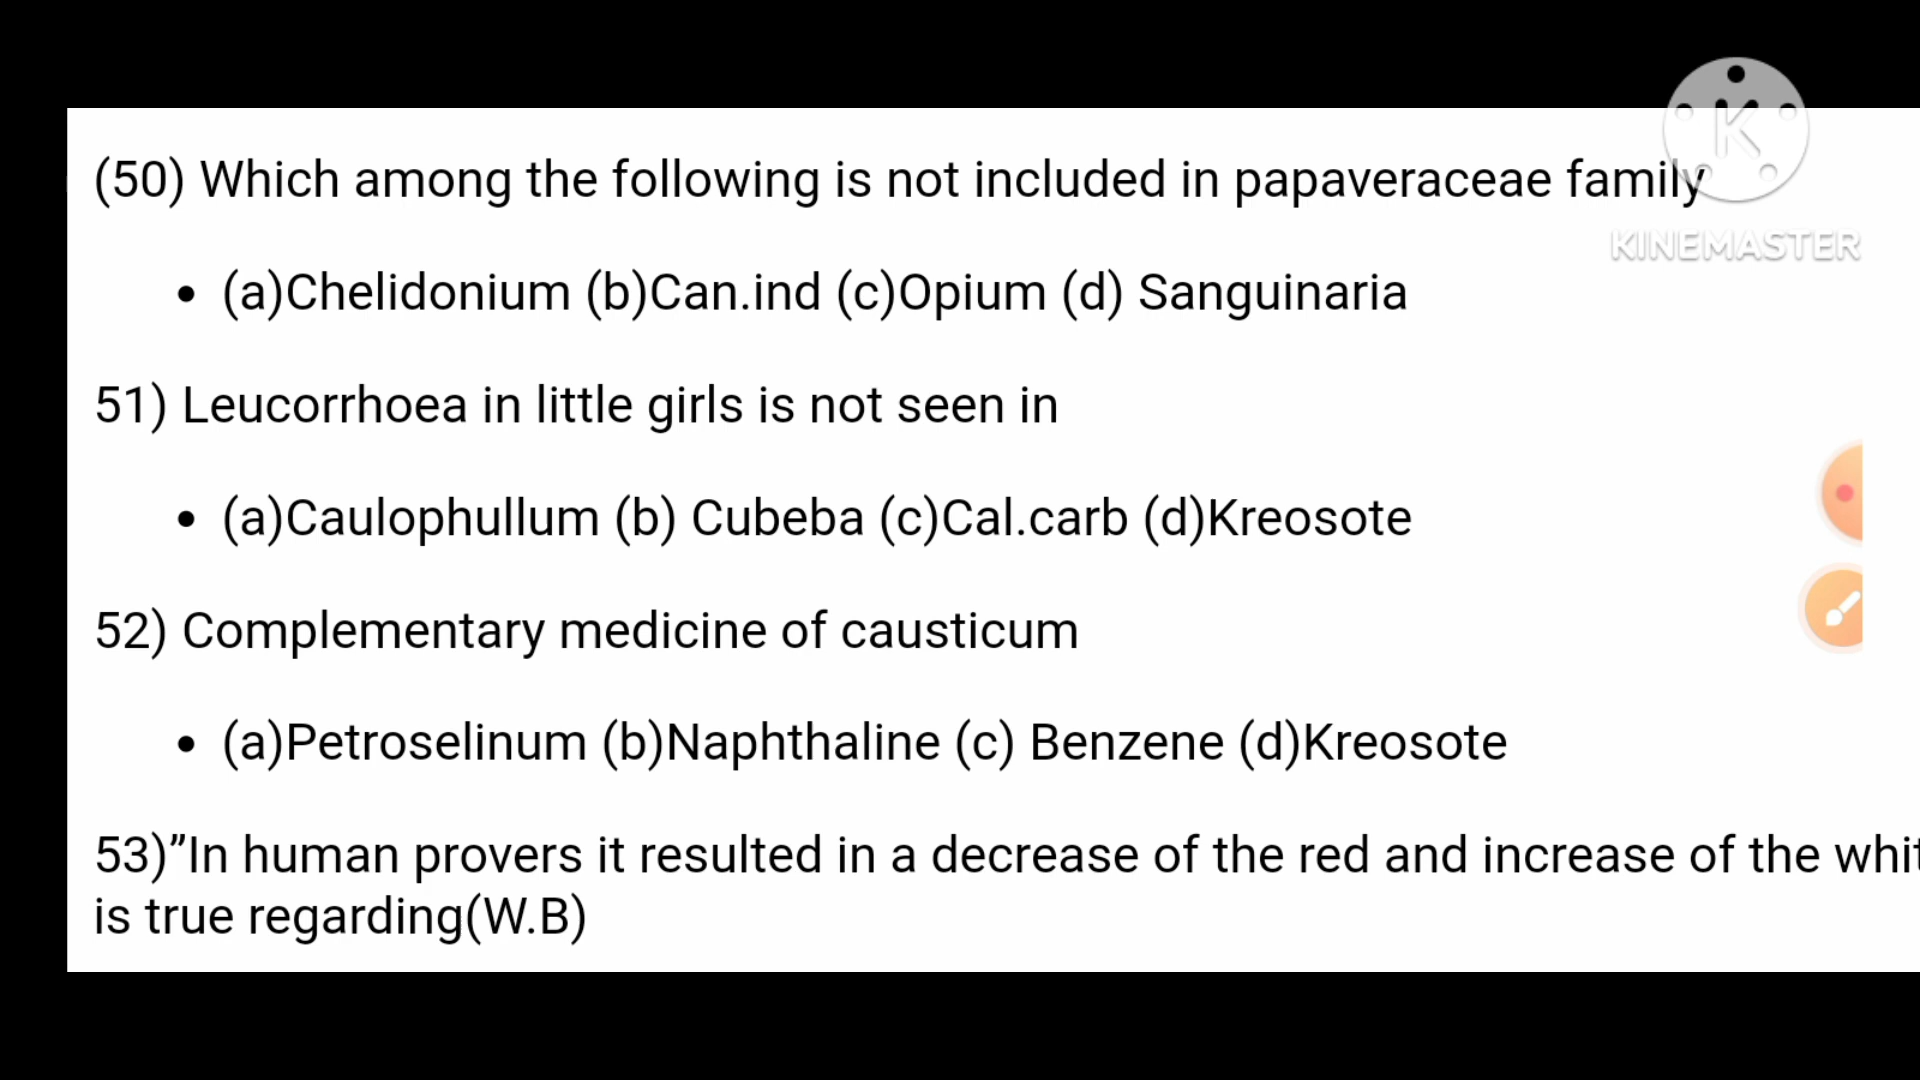 (50) Which among the following is not included in papaveraceae family
KINEMASTER
• (a)Chelidonium (b)Can.ind (c)Opium (d) Sanguinaria
51) Leucorrhoea in little girls is not seen in
• (a)Caulophullum (b) Cubeba (c)Cal.carb (d)Kreosote
52) Complementary medicine of causticum
• (a)Petroselinum (b)Naphthaline (c) Benzene (d)Kreosote
53)”In human provers it resulted in a decrease of the red and increase of the
is true regarding(W.B)